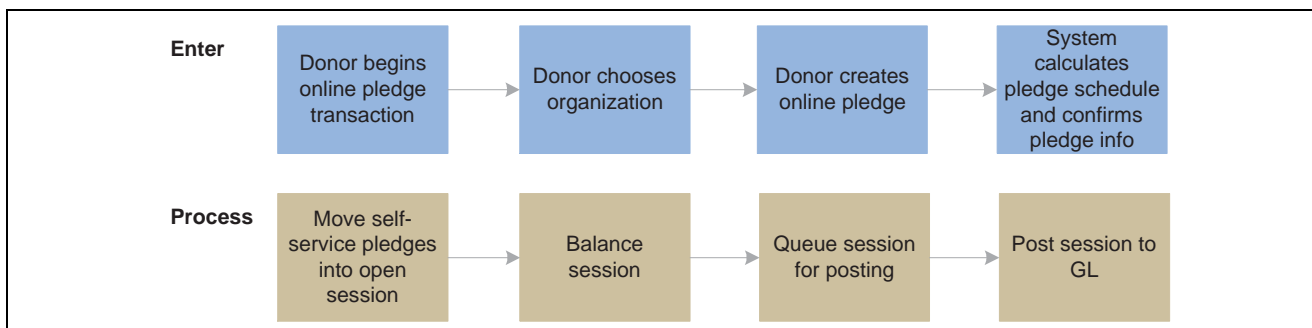 Enter
Donor begins
online pledge
transaction
Donor chooses
organization
Donor creates
online pledge
System
calculates
pledge schedule
and confirms
pledge info
Process
Move self-
service pledges
into open
session
Balance
session
Queue session
for posting
Post session to
GL